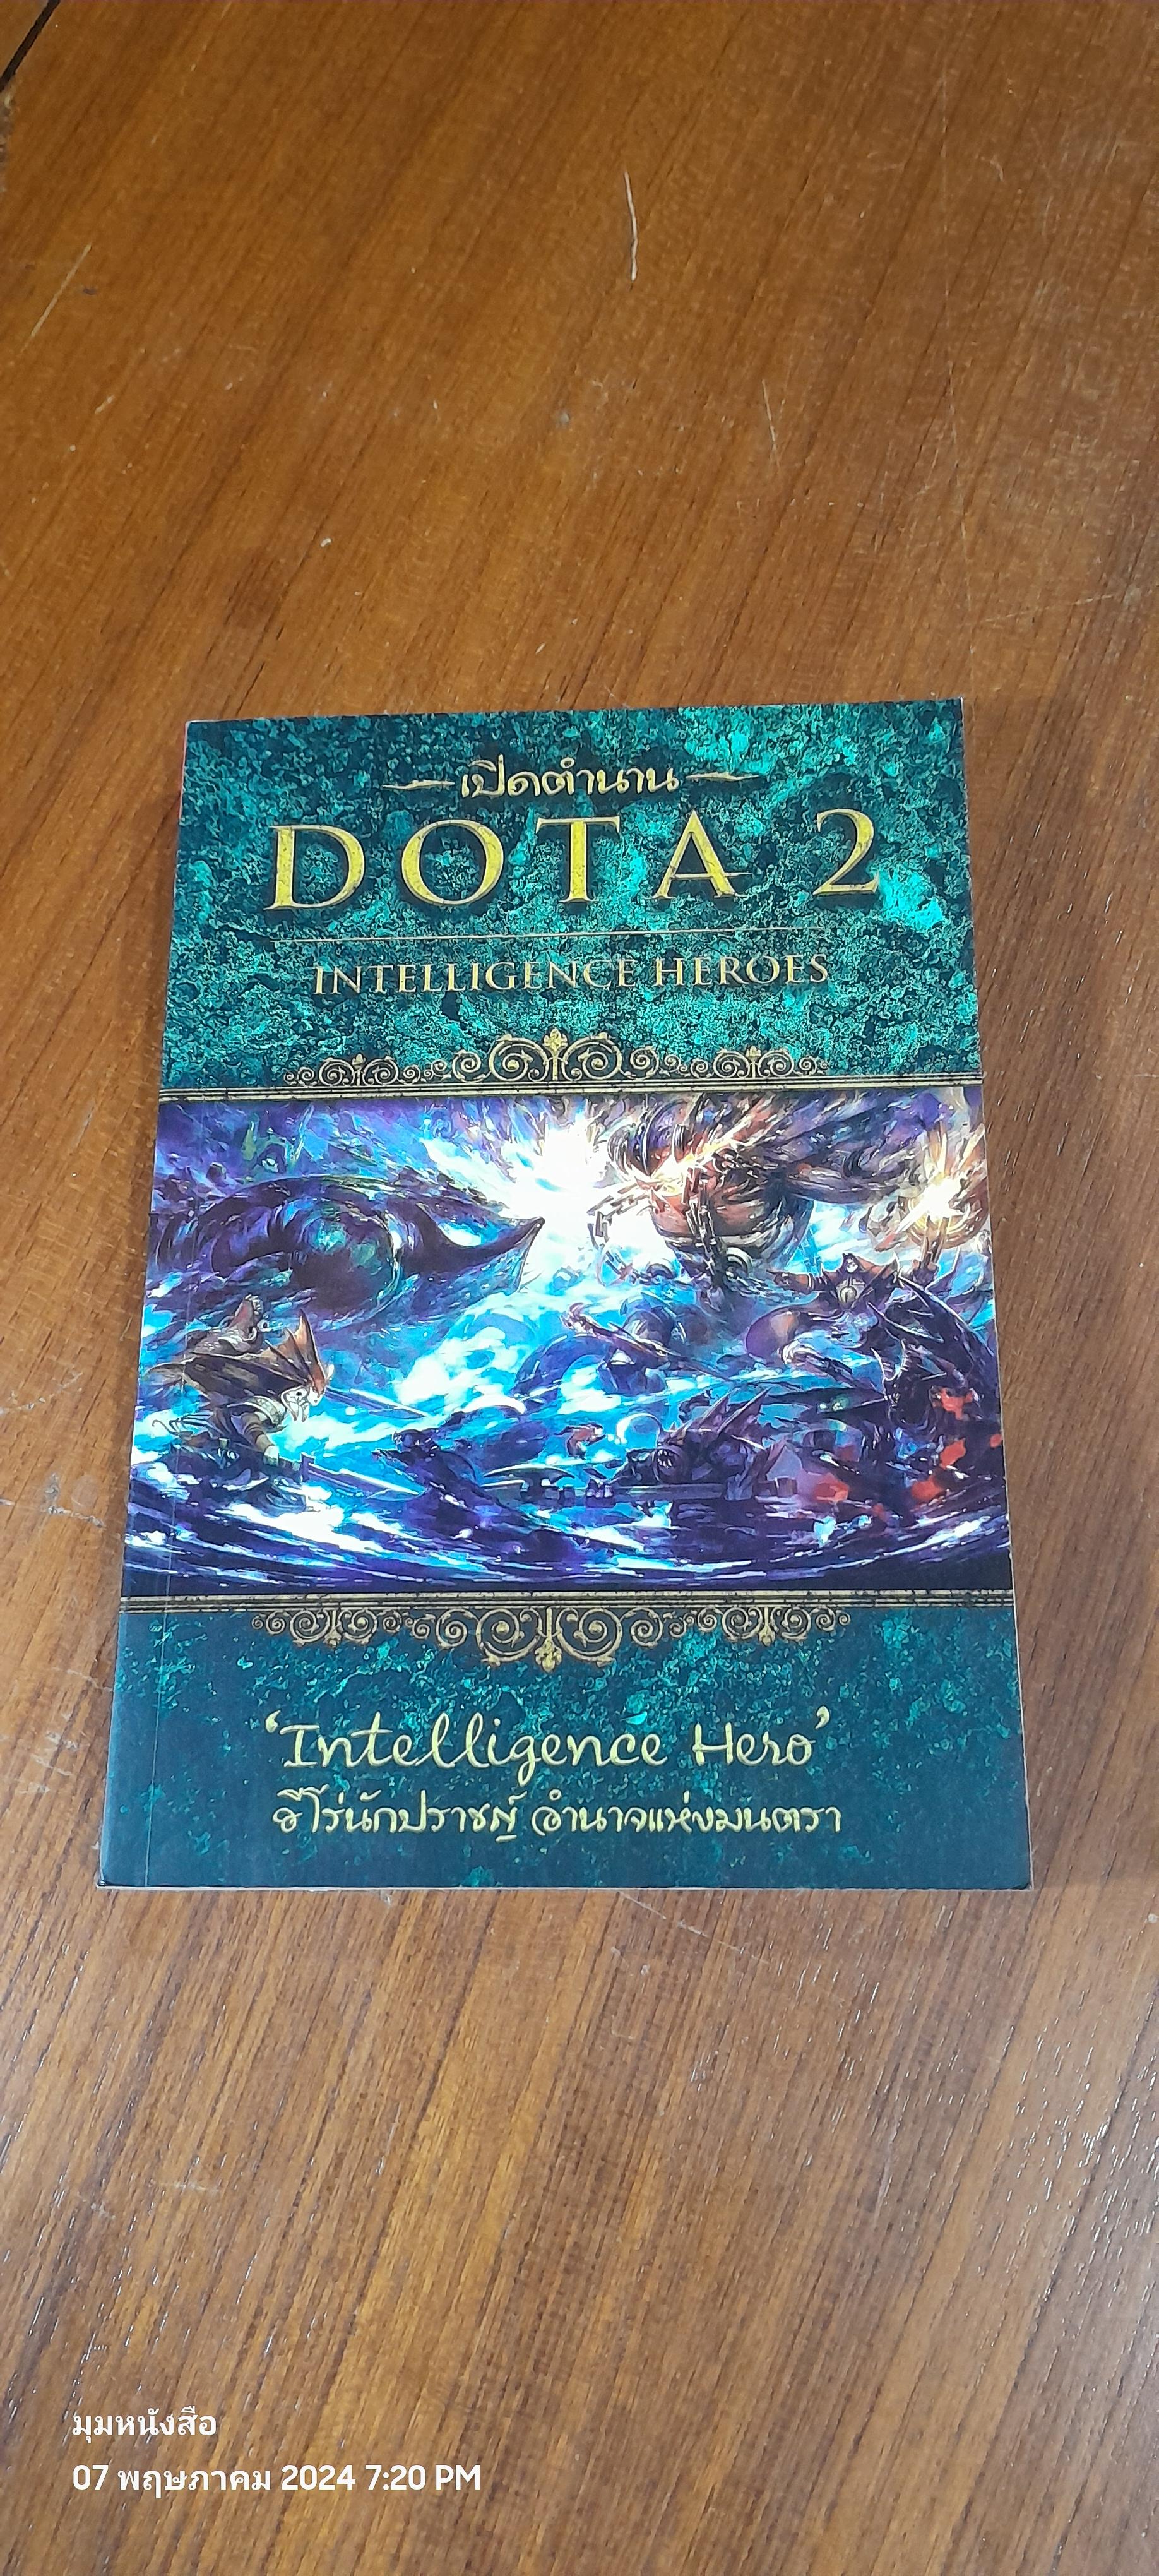 เปิดตำนาน
DOTA 2
INTELLIGENCE HEROES
'Intelligence Hero'
ฮีโร่นักปราชญ์ อำนาจแห่งมนตรา
มุมหนังสือ
07 พฤษภาคม 2024 7:20 PM